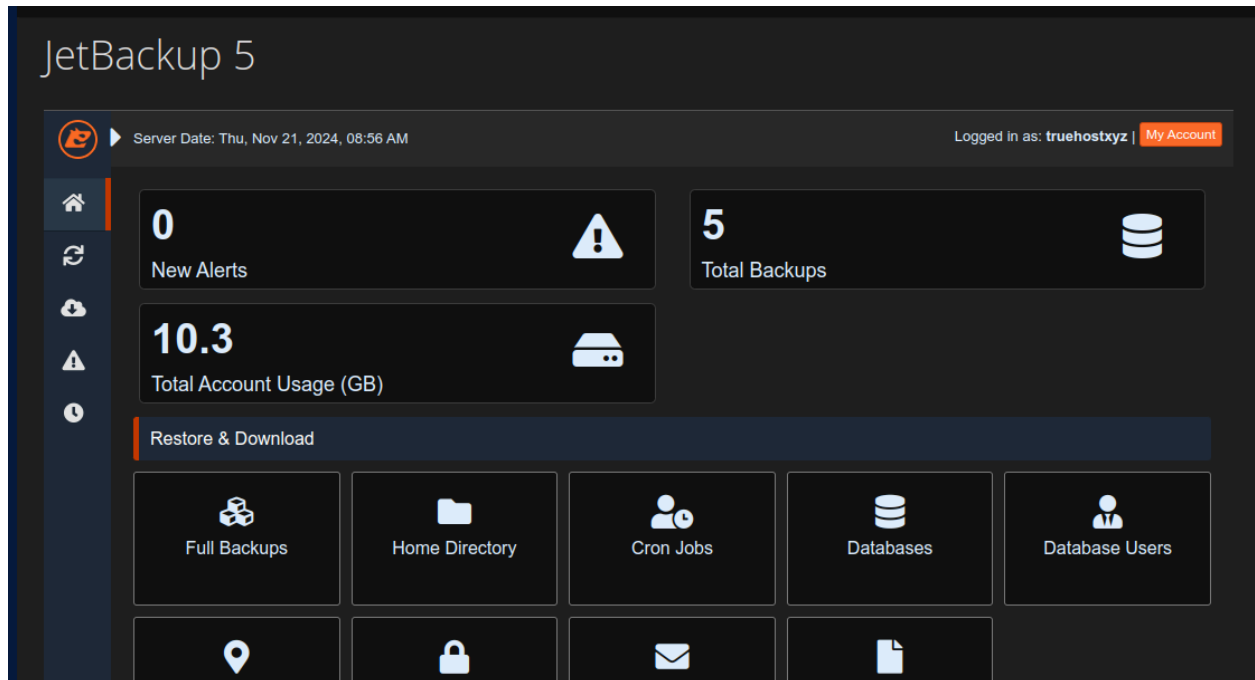 JetBackup 5
Server Date: Thu, Nov 21, 2024, 08:56 AM
Logged in as: truehostxyz | My Account
0
New Alerts
5
Total Backups
10.3
Total Account Usage (GB)
Restore & Download
Full Backups
Home Directory
Cron Jobs
Databases
Database Users